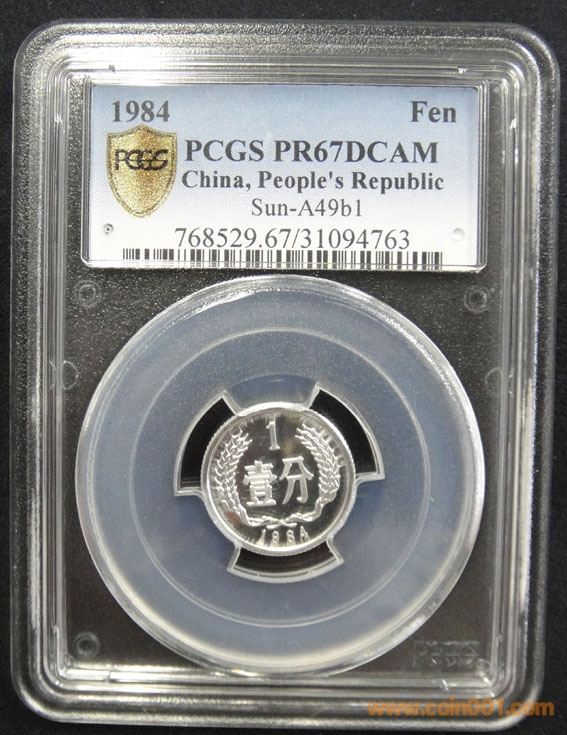 1984 Fen
PCGS
PCGS PR67DCAM
China, People's Republic
Sun-A49b1
768529.67/31094763
1
壹分
1984
PCGS
www.coin001.com